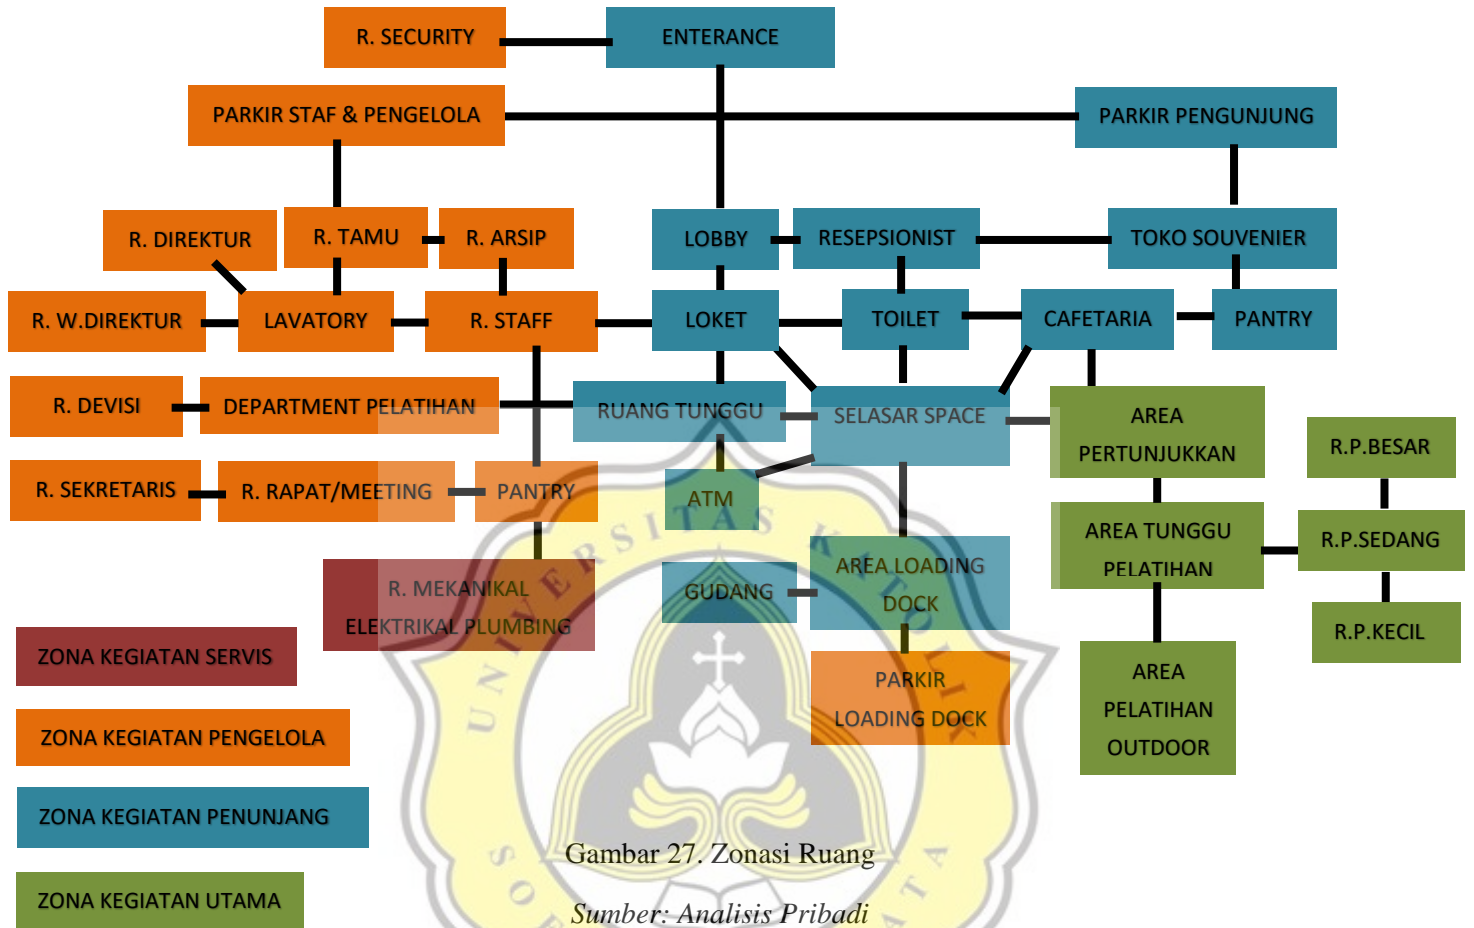 R. SECURITY
ENTERANCE
PARKIR STAF & PENGELOLA
PARKIR PENGUNJUNG
R. DIREKTUR
R. TAMU
R. ARSIP
LOBBY
RESEPSIONIST
TOKO SOUVENIER
R. W.DIREKTUR
LAVATORY
R. STAFF
LOKET
TOILET
CAFETARIA
PANTRY
R. DEVISI
DEPARTMENT PELATIHAN
RUANG TUNGGU
SELASAR SPACE
AREA
PERTUNJUKKAN
R.P.BESAR
R. SEKRETARIS
R. RAPAT/MEETING
PANTRY
ATM
AREA TUNGGU
PELATIHAN
R.P.SEDANG
R. MEKANIKAL
ELEKTRIKAL PLUMBING
GUDANG
AREA LOADING
DOCK
R.P.KECIL
PARKIR
LOADING DOCK
AREA
PELATIHAN
OUTDOOR
ZONA KEGIATAN SERVIS
ZONA KEGIATAN PENGELOLA
ZONA KEGIATAN PENUNJANG
ZONA KEGIATAN UTAMA
UNIVERSITAS KATOLIK
Gambar 27. Zonasi Ruang
Sumber: Analisis Pribadi